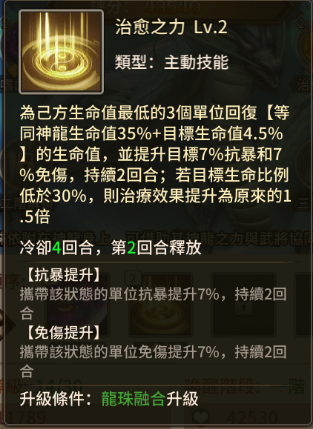 治愈之力 Lv.2
類型：主動技能
為己方生命值最低的3個單位回復【等
同神龍生命值35%+目標生命值4.5%
】的生命值，並提升目標7%抗暴和7
%免傷，持續2回合；若目標生命比例
低於30%，則治療效果提升為原來的1
.5倍
冷卻4回合，第2回合釋放
【抗暴提升】
攜帶該狀態的單位抗暴提升7%，持續2回
合
【免傷提升】
攜帶該狀態的單位免傷提升7%，持續2回
合
升級條件：龍珠融合升級
42530